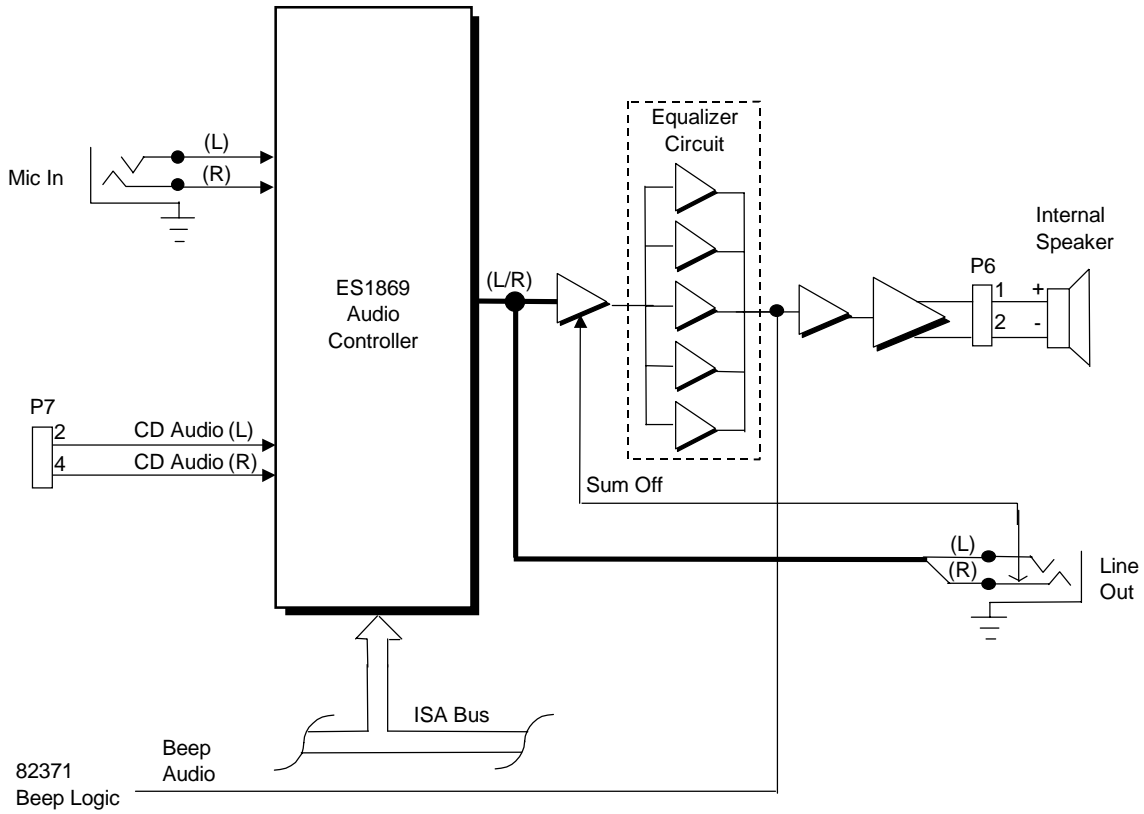 Equalizer
Circuit
Mic In
(L)
(R)
Internal
Speaker
P6
1
+
2
-
(L/R)
ES1869
Audio
Controller
P7
2
CD Audio (L)
4
CD Audio (R)
Sum Off
(L)
(R)
Line
Out
ISA Bus
Beep
Audio
82371
Beep Logic